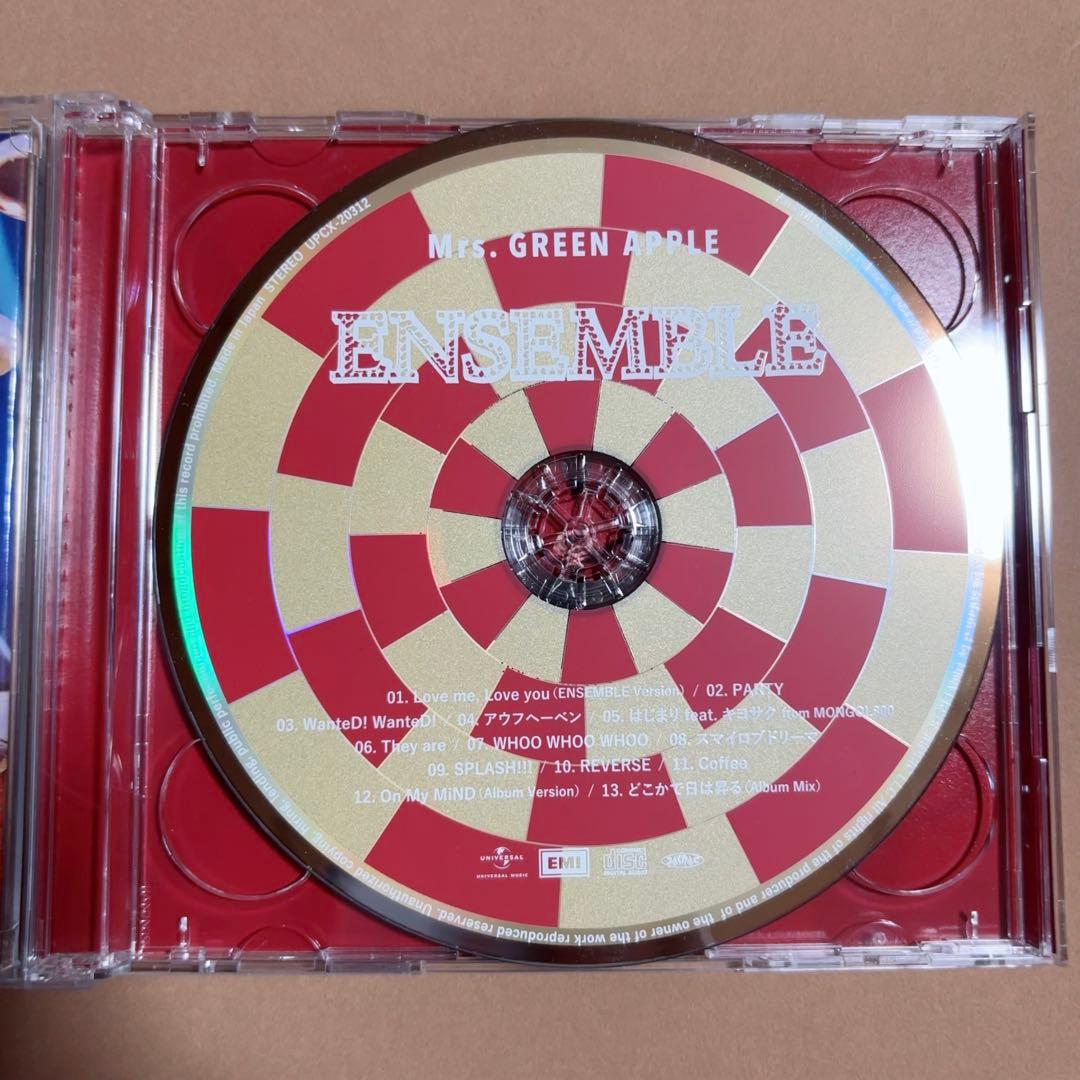 Mrs. GREEN APPLE
ENSEMBLE
01. Love me, Love you (ENSEMBLE Version) / 02. PARTY
03. WanteD! WanteD! / 04. アウフヘーベン / 05. はじまり feat. キヨサク from MONGOL800
06. They are / 07. WHOO WHOO WHOO / 08. スマイロブドリーマ
09. SPLASH!!! / 10. REVERSE / 11. Coffee
12. On My MiND (Album Version) / 13. どこかで日は昇る (Album Mix)
UNIVERSAL
UNIVERSAL MUSIC
EMI
disc
DIGITAL AUDIO
All rights of the producer and of the owner of the work reproduced reserved. Unauthorized copying, hiring, lending, public
this record prohibited. Made in Japan STEREO UPCX-20312